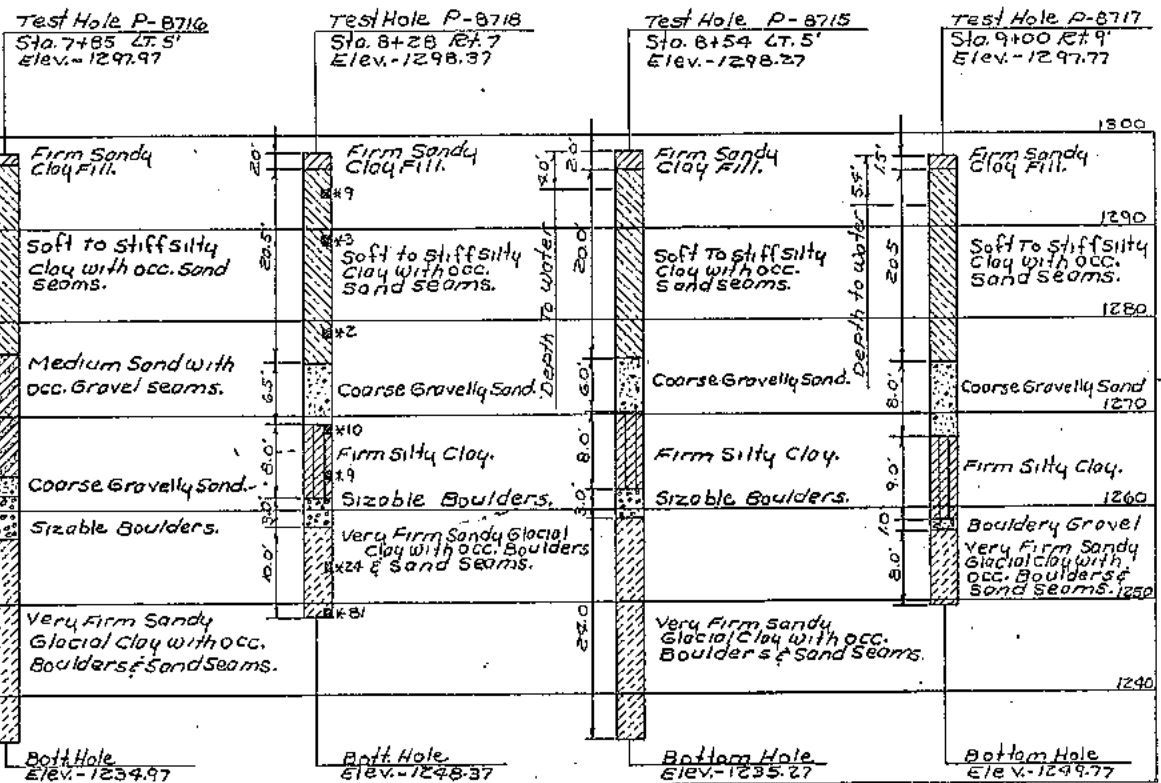 Test Hole P-8716
Sta. 7+85 LT. 5'
Elev.-1297.97
Firm Sandy
Clay Fill.
Soft to Stiff silty
Clay with occ. Sand
Seams.
Medium Sand with
occ. Gravel Seams.
Coarse Gravelly Sand.
Sizable Boulders.
Very Firm Sandy
Glacial Clay with occ.
Boulders & Sand Seams.
Bott. Hole
Elev.-1234.97
Test Hole P-8718
Sta. 8+28 Rt. 7
Elev.-1298.37
2.0'
20.5'
6.5'
8.0'
3.0'
10.0'
Firm Sandy
Clay Fill.
*9
*3
Soft to Stiff silty
Clay with occ.
Sand Seams.
*2
Coarse Gravelly Sand.
*10
Firm Silty Clay.
*9
Sizable Boulders.
Very Firm Sandy Glacial
Clay with occ. Boulders
& Sand Seams.
*24
*81
Bott. Hole
Elev.-1248.37
Test Hole P-8715
Sta. 8+54 LT. 5'
Elev.-1298.27
4.0'
Depth To Water
2.0'
20.0'
6.0'
8.0'
3.0'
24.0
Firm Sandy
Clay Fill.
Soft To Stiff silty
Clay with occ.
Sand seams.
Coarse Gravelly Sand.
Firm Silty Clay.
Sizable Boulders.
Very Firm Sandy
Glacial Clay with occ.
Boulders & Sand Seams.
Bottom Hole
Elev.-1235.27
Test Hole P-8717
Sta. 9+00 Rt. 9'
Elev.-1297.77
5.4'
Depth to Water
1.5'
20.5
8.0'
9.0'
1.0'
8.0'
Firm Sandy
Clay Fill.
Soft To Stiff silty
Clay with occ.
Sand Seams.
Coarse Gravelly Sand
Firm Silty Clay.
Bouldery Gravel
Very Firm Sandy
Glacial Clay with
occ. Boulders &
Sand Seams.
Bottom Hole
Elev.-1249.77
1300
1290
1280
1270
1260
1250
1240